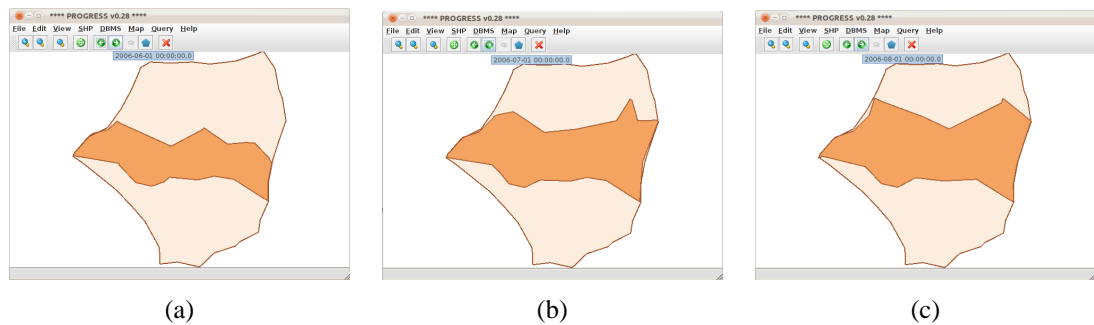 **** PROGRESS v0.28 ****
File Edit View SHP DBMS Map Query Help
2006-06-01 00:00:00.0
(a)
**** PROGRESS v0.28 ****
File Edit View SHP DBMS Map Query Help
2006-07-01 00:00:00.0
(b)
**** PROGRESS v0.28 ****
File Edit View SHP DBMS Map Query Help
2006-08-01 00:00:00.0
(c)